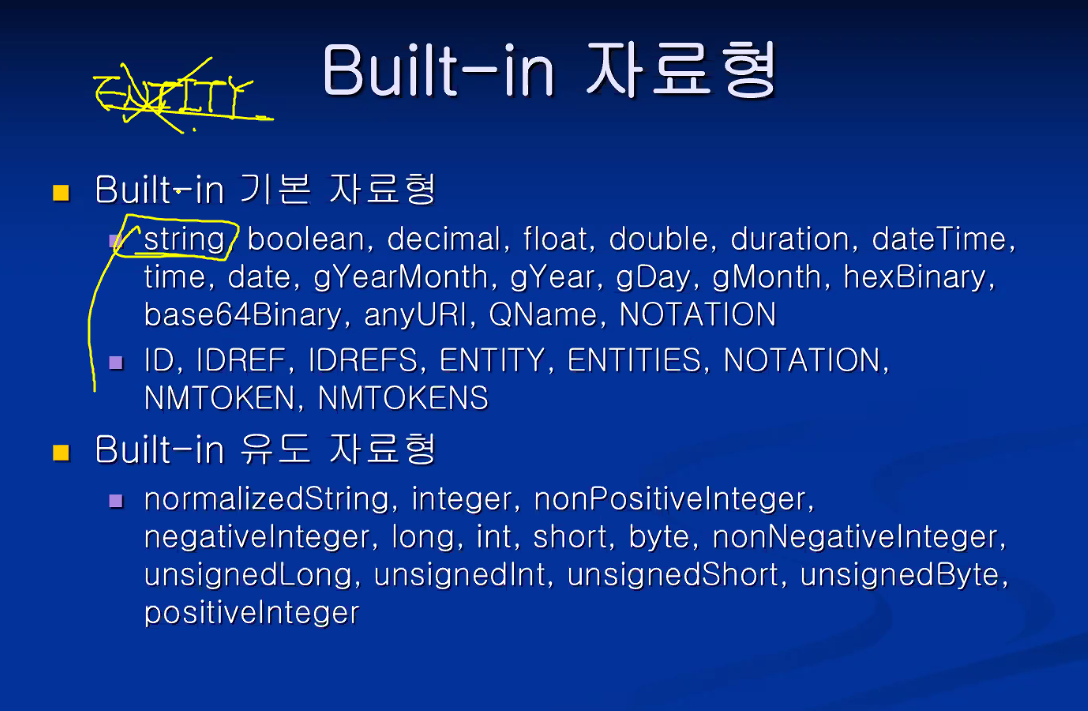 Built-in 자료형
ENTITY
Built-in 기본 자료형
string, boolean, decimal, float, double, duration, dateTime,
time, date, gYearMonth, gYear, gDay, gMonth, hexBinary,
base64Binary, anyURI, QName, NOTATION
ID, IDREF, IDREFS, ENTITY, ENTITIES, NOTATION,
NMTOKEN, NMTOKENS
Built-in 유도 자료형
normalizedString, integer, nonPositiveInteger,
negativeInteger, long, int, short, byte, nonNegativeInteger,
unsignedLong, unsignedInt, unsignedShort, unsignedByte,
positiveInteger